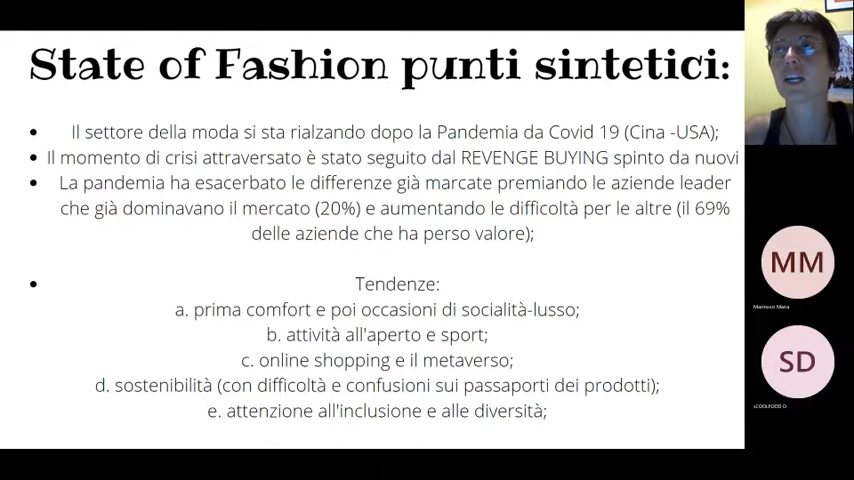 State of Fashion punti sintetici:
Il settore della moda si sta rialzando dopo la Pandemia da Covid 19 (Cina -USA);
Il momento di crisi attraversato è stato seguito dal REVENGE BUYING spinto da nuovi
La pandemia ha esacerbato le differenze già marcate premiando le aziende leader
che già dominavano il mercato (20%) e aumentando le difficoltà per le altre (il 69%
delle aziende che ha perso valore);
Tendenze:
a. prima comfort e poi occasioni di socialità-lusso;
b. attività all'aperto e sport;
c. online shopping e il metaverso;
d. sostenibilità (con difficoltà e confusioni sui passaporti dei prodotti);
e. attenzione all'inclusione e alle diversità;
MM
Marinucci Maria
SD
sCOOLFOOD D